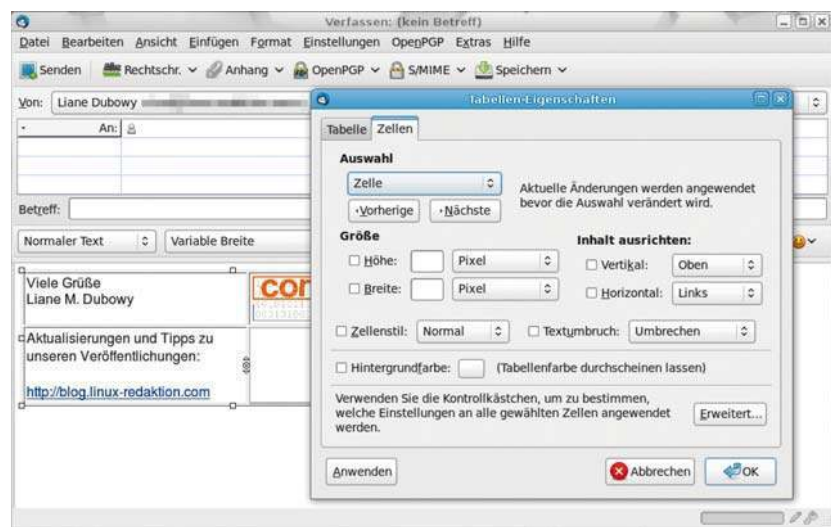 Verfassen: (kein Betreff)
Datei Bearbeiten Ansicht Einfügen Format Einstellungen OpenPGP Extras Hilfe
Senden Rechtschr. Anhang OpenPGP S/MIME Speichern
Von: Liane Dubowy
An:
Betreff:
Normaler Text Variable Breite
Viele Grüße
Liane M. Dubowy
com
Aktualisierungen und Tipps zu
unseren Veröffentlichungen:
http://blog.linux-redaktion.com
Tabellen-Eigenschaften
Tabelle Zellen
Auswahl
Zelle
Vorherige Nächste
Aktuelle Änderungen werden angewendet
bevor die Auswahl verändert wird.
Größe
Höhe: Pixel
Breite: Pixel
Inhalt ausrichten:
Vertikal: Oben
Horizontal: Links
Zellenstil: Normal Textumbruch: Umbrechen
Hintergrundfarbe: (Tabellenfarbe durchscheinen lassen)
Verwenden Sie die Kontrollkästchen, um zu bestimmen,
welche Einstellungen an alle gewählten Zellen angewendet
werden.
Erweitert...
Anwenden Abbrechen OK